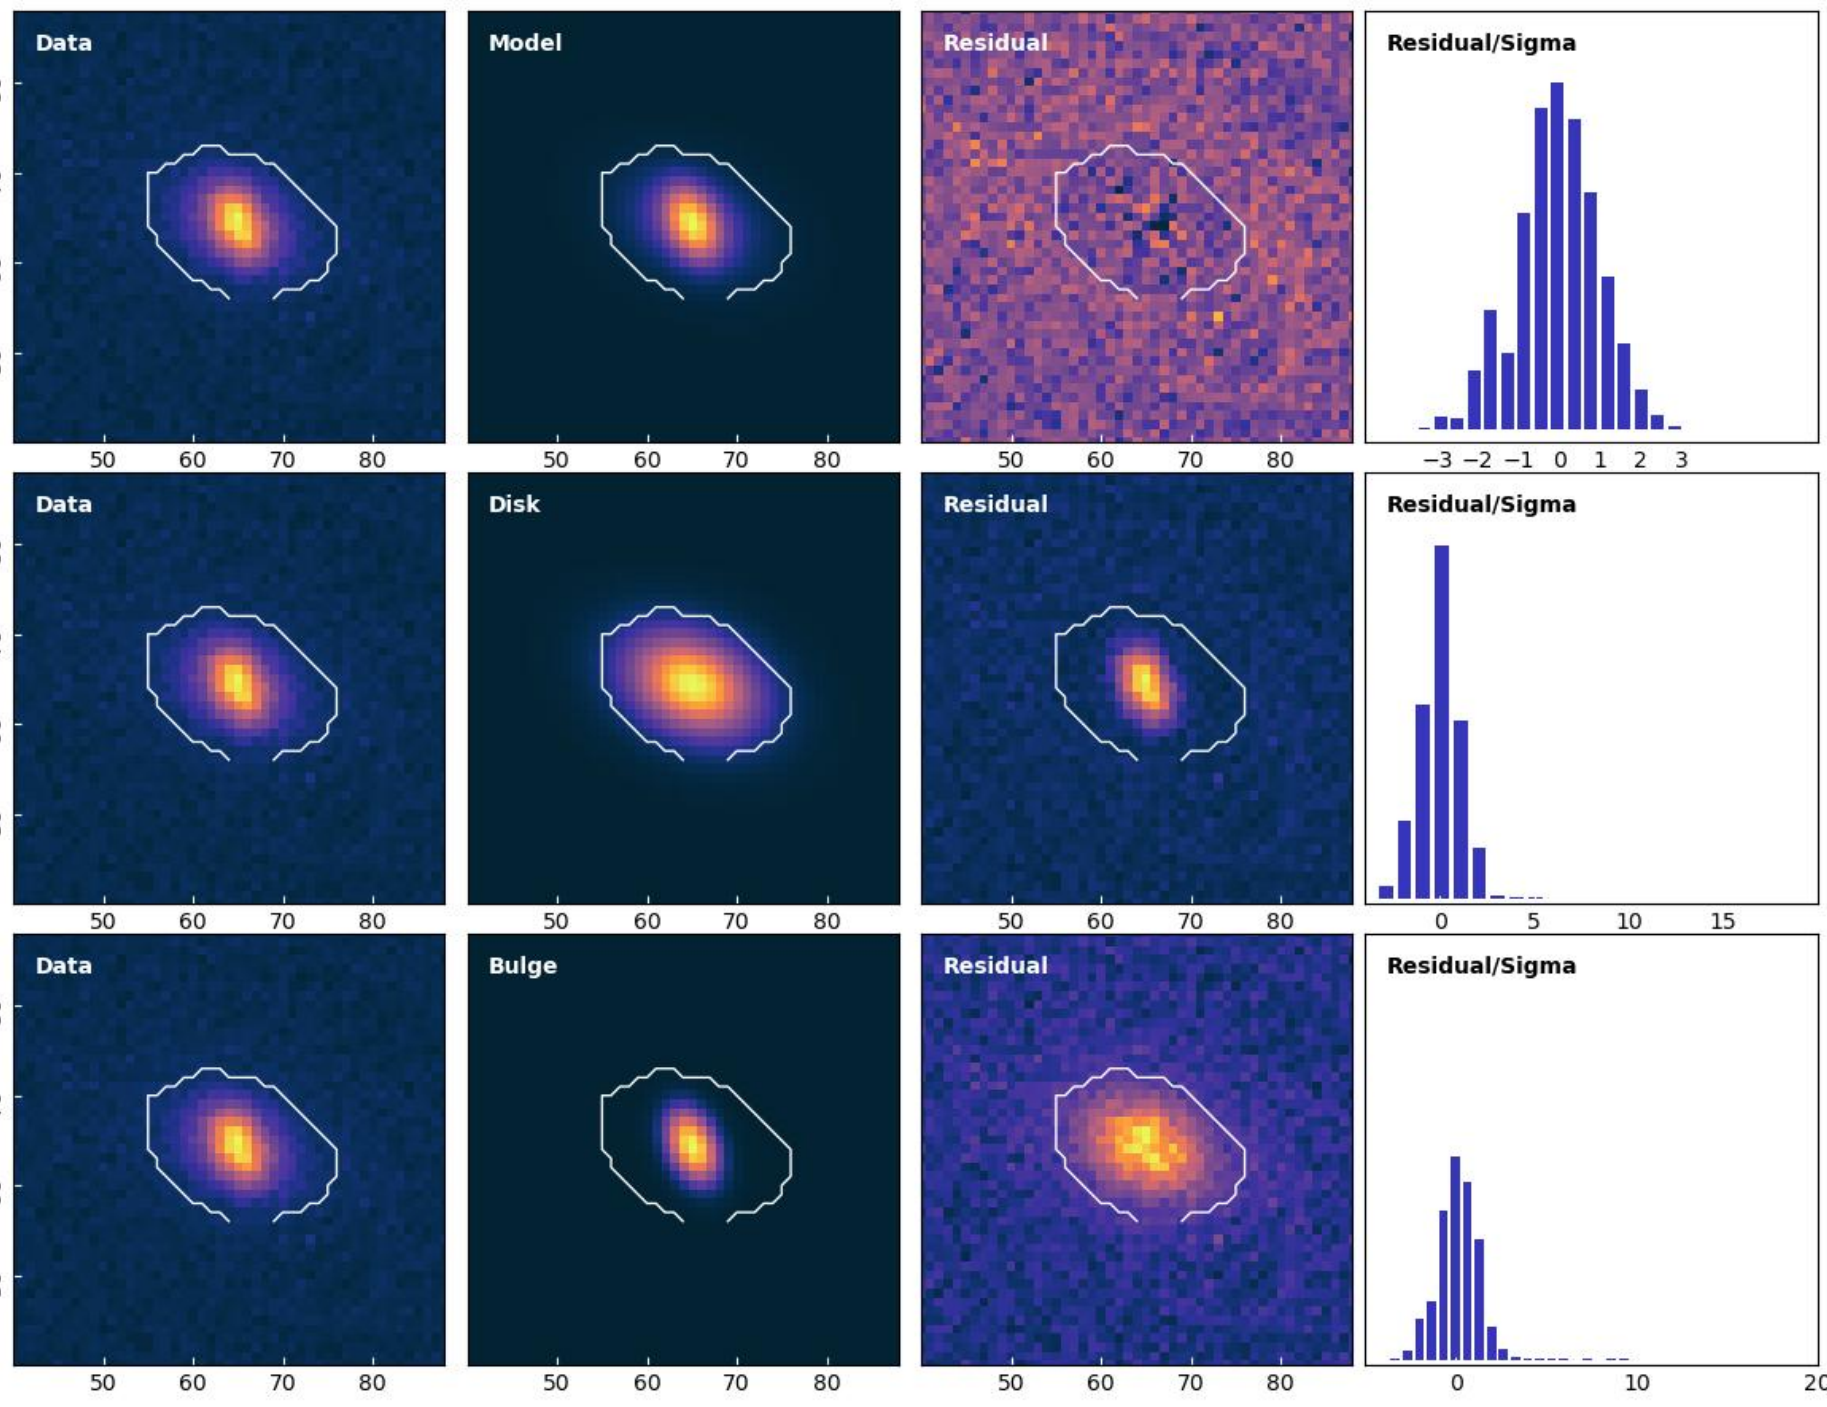 Data Model Residual Residual/Sigma
50 60 70 80 50 60 70 80 50 60 70 80 −3 −2 −1 0 1 2 3
Data Disk Residual Residual/Sigma
50 60 70 80 50 60 70 80 50 60 70 80 0 5 10 15
Data Bulge Residual Residual/Sigma
50 60 70 80 50 60 70 80 50 60 70 80 0 10